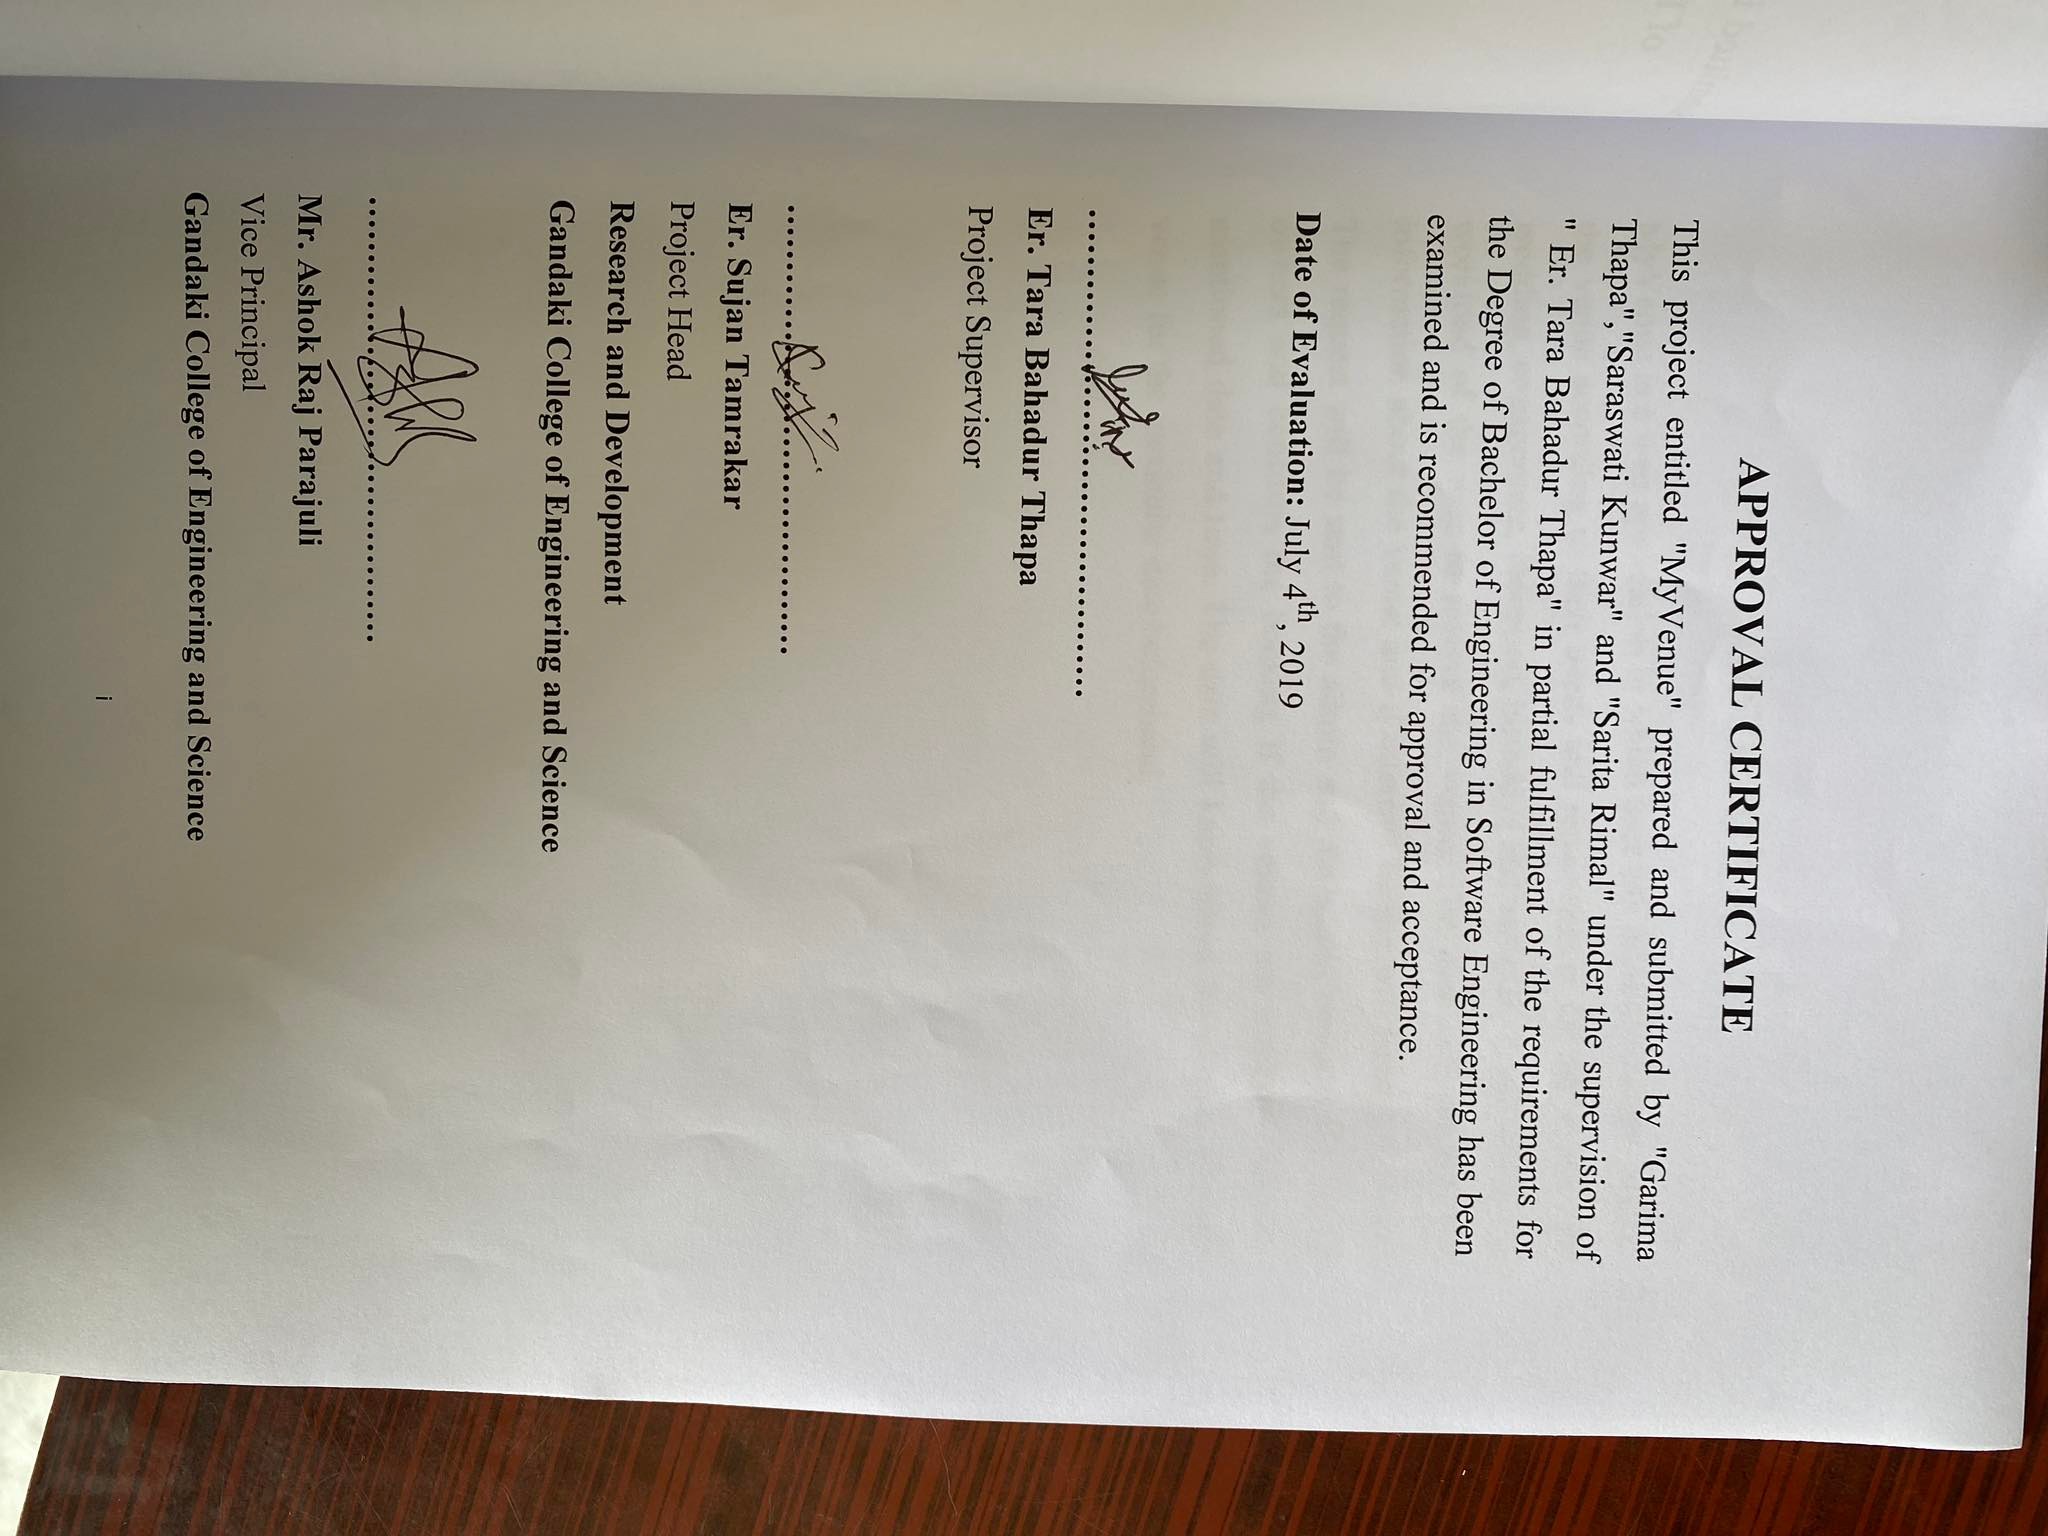 APPROVAL CERTIFICATE
This project entitled "MyVenue" prepared and submitted by "Garima
Thapa","Saraswati Kunwar" and "Sarita Rimal" under the supervision of
" Er. Tara Bahadur Thapa" in partial fulfillment of the requirements for
the Degree of Bachelor of Engineering in Software Engineering has been
examined and is recommended for approval and acceptance.
Date of Evaluation: July 4th, 2019
Er. Tara Bahadur Thapa
Project Supervisor
Er. Sujan Tamrakar
Project Head
Research and Development
Gandaki College of Engineering and Science
Mr. Ashok Raj Parajuli
Vice Principal
Gandaki College of Engineering and Science
i